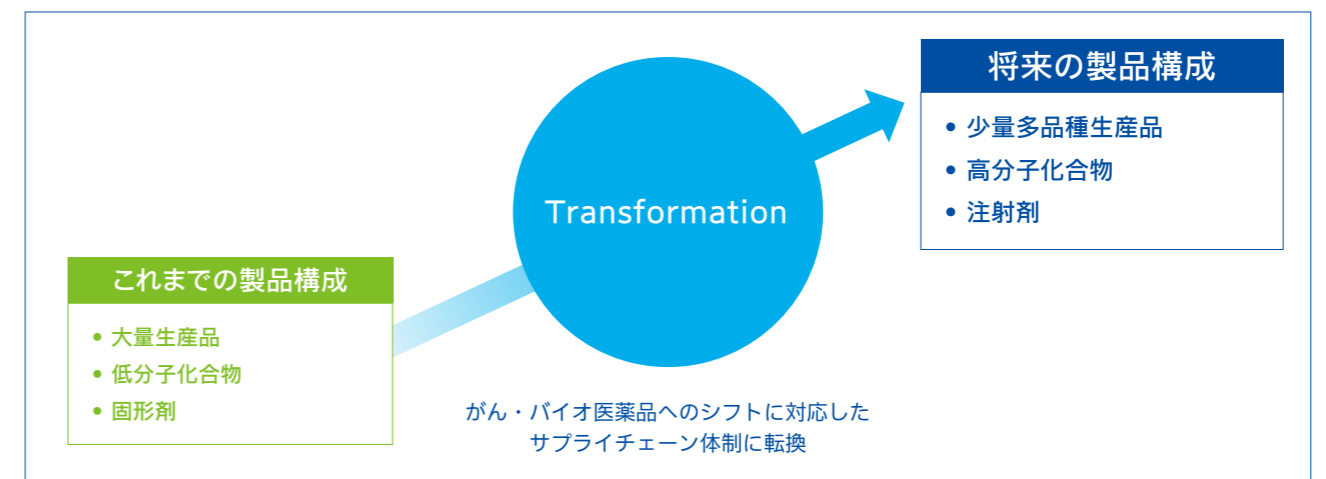 将来の製品構成
• 少量多品種生産品
• 高分子化合物
• 注射剤
Transformation
これまでの製品構成
• 大量生産品
• 低分子化合物
• 固形剤
がん・バイオ医薬品へのシフトに対応した
サプライチェーン体制に転換